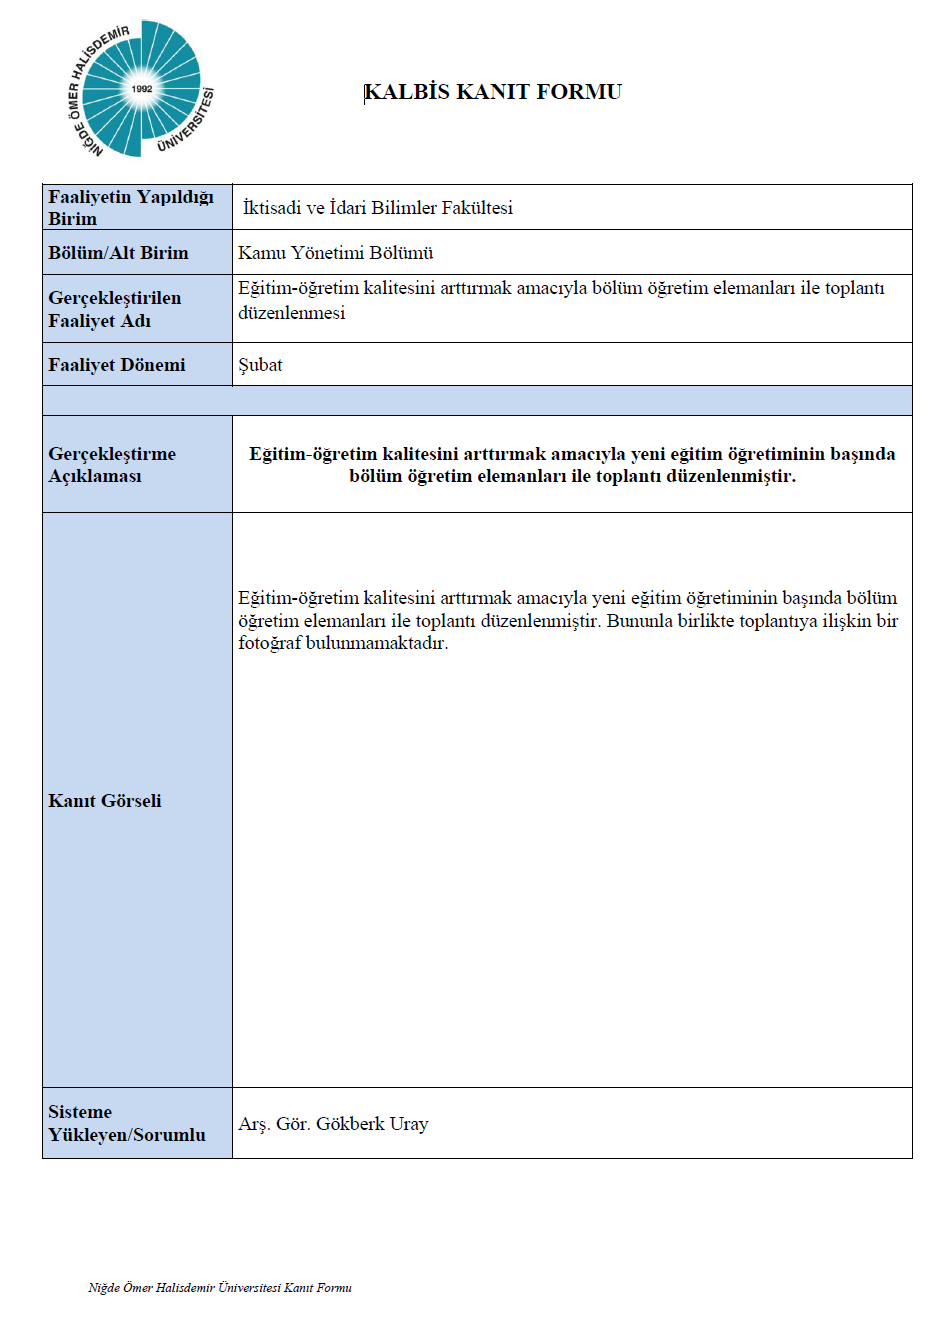 NİĞDE ÖMER HALİSDEMİR
ÜNİVERSİTESİ
1992
KALBİS KANIT FORMU
Faaliyetin Yapıldığı
Birim
İktisadi ve İdari Bilimler Fakültesi
Bölüm/Alt Birim
Kamu Yönetimi Bölümü
Gerçekleştirilen
Faaliyet Adı
Eğitim-öğretim kalitesini arttırmak amacıyla bölüm öğretim elemanları ile toplantı
düzenlenmesi
Faaliyet Dönemi
Şubat
Gerçekleştirme
Açıklaması
Eğitim-öğretim kalitesini arttırmak amacıyla yeni eğitim öğretiminin başında
bölüm öğretim elemanları ile toplantı düzenlenmiştir.
Kanıt Görseli
Eğitim-öğretim kalitesini arttırmak amacıyla yeni eğitim öğretiminin başında bölüm
öğretim elemanları ile toplantı düzenlenmiştir. Bununla birlikte toplantıya ilişkin bir
fotoğraf bulunmamaktadır.
Sisteme
Yükleyen/Sorumlu
Arş. Gör. Gökberk Uray
Niğde Ömer Halisdemir Üniversitesi Kanıt Formu